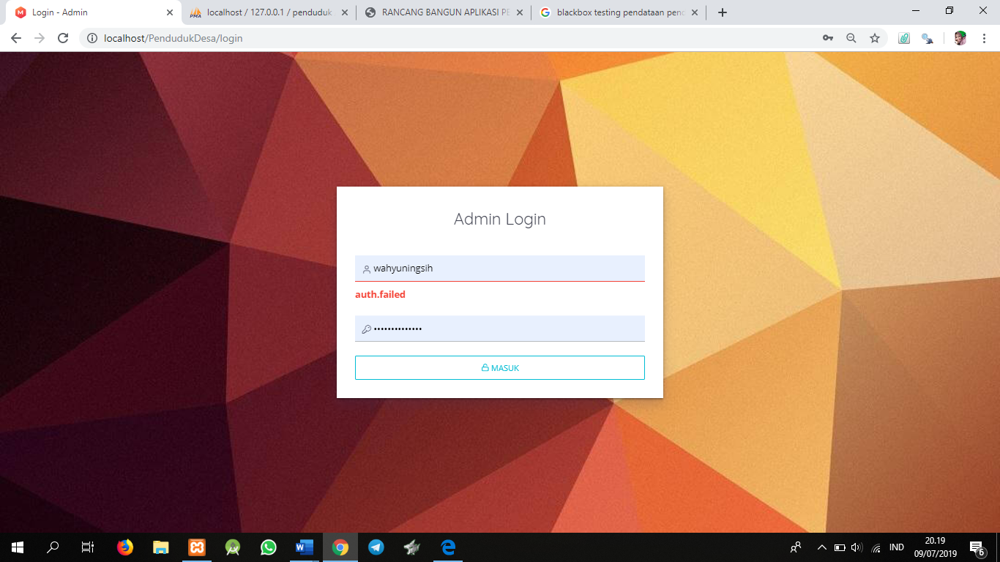 Login - Admin
localhost / 127.0.0.1 / penduduk
RANCANG BANGUN APLIKASI PE
blackbox testing pendataan pend
localhost/PendudukDesa/login
Admin Login
wahyuningsih
auth.failed
••••••••••••••
MASUK
IND
20.19
09/07/2019
6